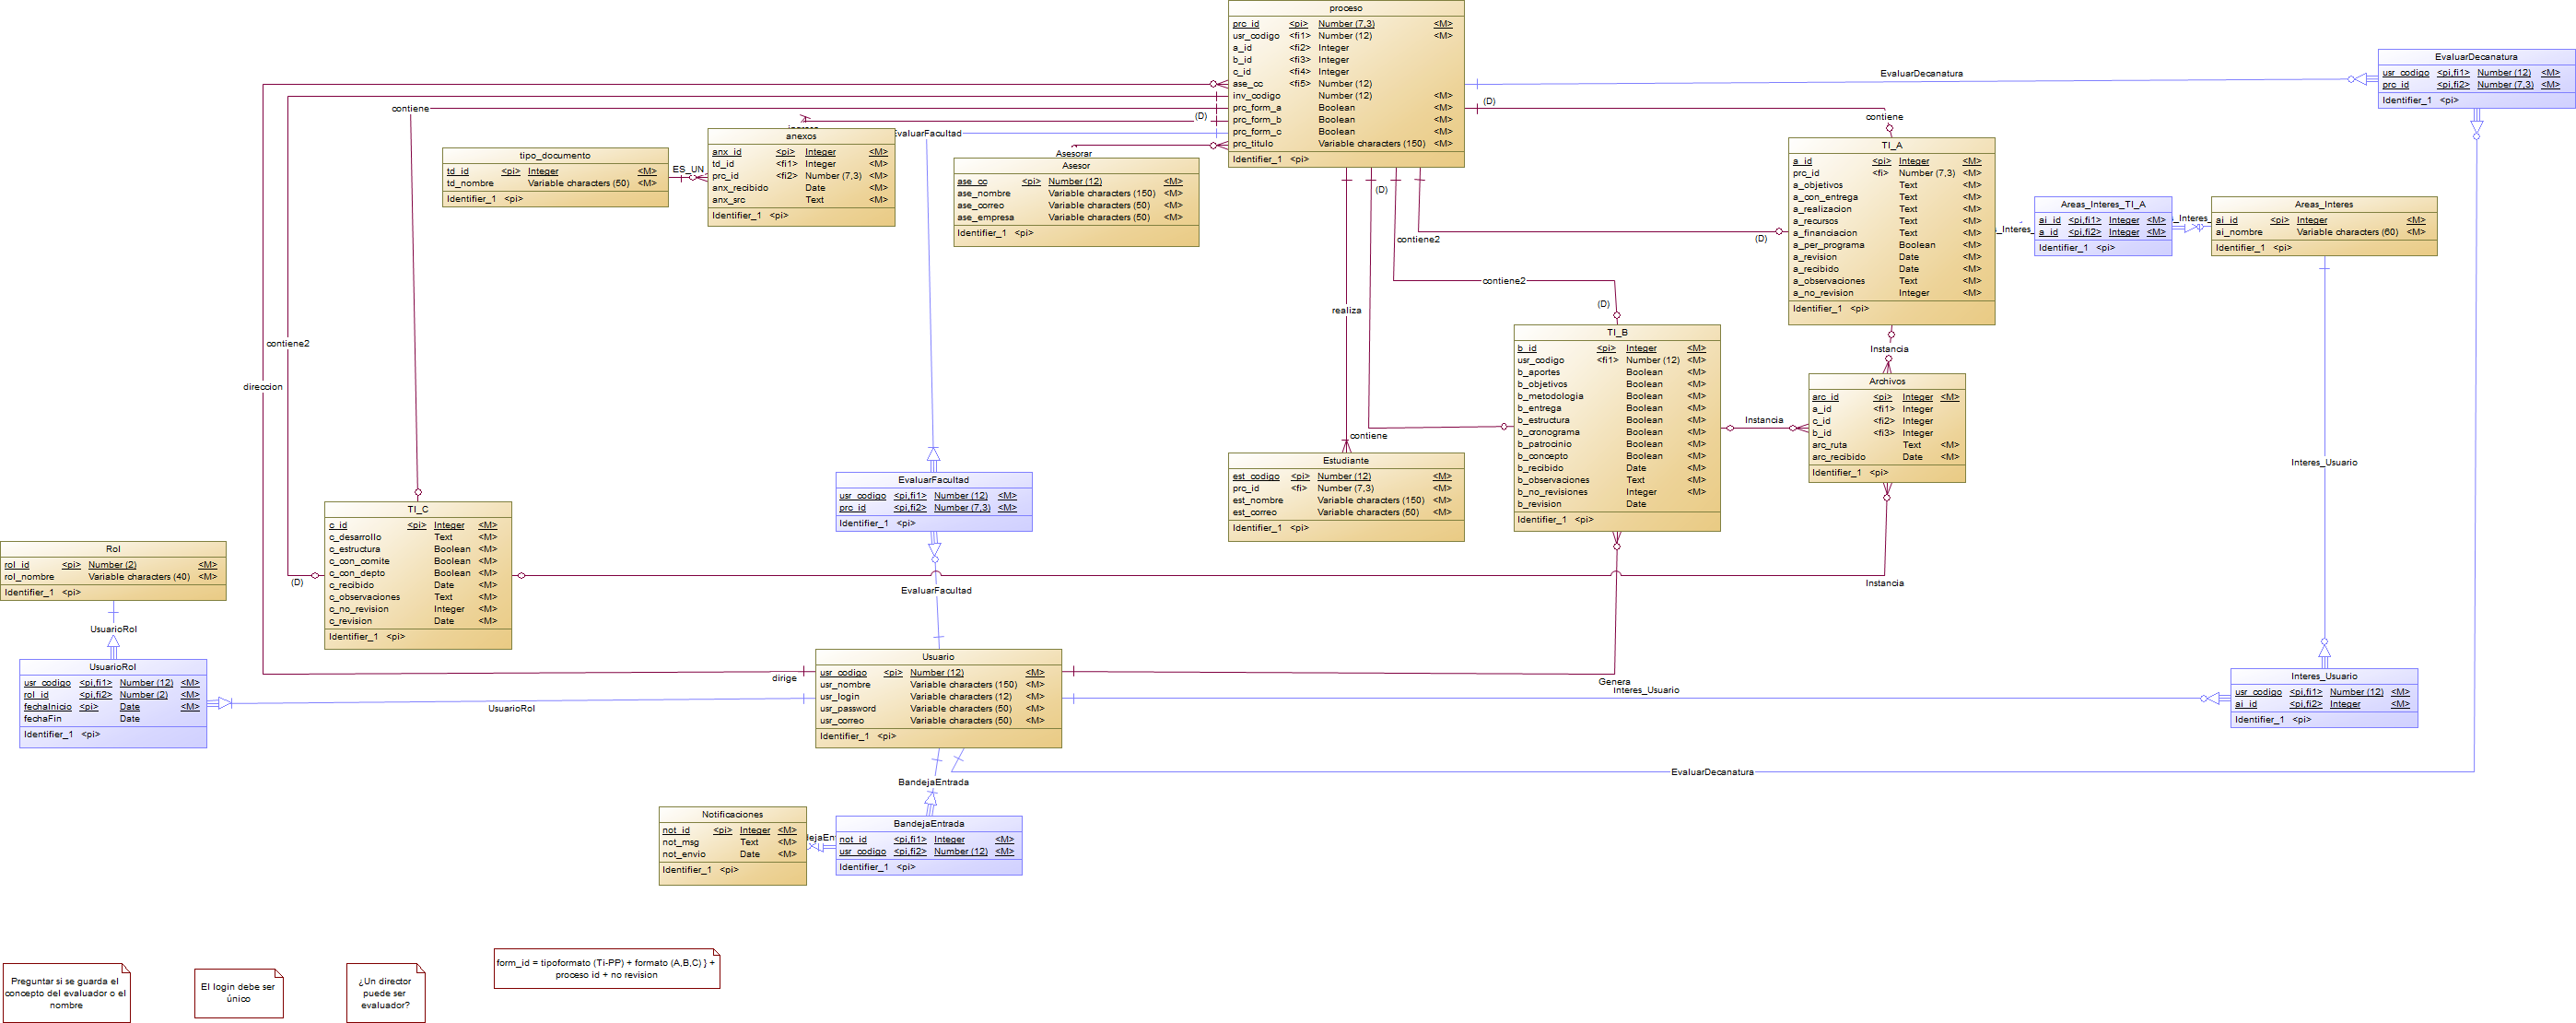 proceso
prc_id <pi> Number (7,3) <M>
usr_codigo <fi1> Number (12) <M>
a_id <fi2> Integer
b_id <fi3> Integer
c_id <fi4> Integer
ase_cc <fi5> Number (12)
inv_codigo Number (12) <M>
prc_form_a Boolean <M>
prc_form_b Boolean <M>
prc_form_c Boolean <M>
prc_titulo Variable characters (150) <M>
Identifier_1 <pi>
EvaluarDecanatura
EvaluarDecanatura
usr_codigo <pi,fi1> Number (12) <M>
prc_id <pi,fi2> Number (7,3) <M>
Identifier_1 <pi>
contiene
(D)
(D)
contiene
EvaluarFacultad
anexos
anx_id <pi> Integer <M>
td_id <fi1> Integer <M>
prc_id <fi2> Number (7,3) <M>
anx_recibido Date <M>
anx_src Text <M>
Identifier_1 <pi>
tipo_documento
td_id <pi> Integer <M>
td_nombre Variable characters (50) <M>
Identifier_1 <pi>
ES_UN
Asesorar
Asesor
ase_cc <pi> Number (12) <M>
ase_nombre Variable characters (150) <M>
ase_correo Variable characters (50) <M>
ase_empresa Variable characters (50) <M>
Identifier_1 <pi>
TI_A
a_id <pi> Integer <M>
prc_id <fi> Number (7,3) <M>
a_objetivos Text <M>
a_con_entrega Text <M>
a_realizacion Text <M>
a_recursos Text <M>
a_financiacion Text <M>
a_per_programa Boolean <M>
a_revision Date <M>
a_recibido Date <M>
a_observaciones Text <M>
a_no_revision Integer <M>
Identifier_1 <pi>
Areas_Interes_TI_A
ai_id <pi,fi1> Integer <M>
a_id <pi,fi2> Integer <M>
Identifier_1 <pi>
Areas_Interes
ai_id <pi> Integer <M>
ai_nombre Variable characters (60) <M>
Identifier_1 <pi>
_Interes_
_Interes_
(D)
contiene2
(D)
contiene2
(D)
realiza
contiene
contiene2
direccion
TI_B
b_id <pi> Integer <M>
usr_codigo <fi1> Number (12) <M>
b_aportes Boolean <M>
b_objetivos Boolean <M>
b_metodologia Boolean <M>
b_entrega Boolean <M>
b_estructura Boolean <M>
b_cronograma Boolean <M>
b_patrocinio Boolean <M>
b_concepto Boolean <M>
b_recibido Date <M>
b_observaciones Text <M>
b_no_revisiones Integer <M>
b_revision Date
Identifier_1 <pi>
Instancia
Instancia
Archivos
arc_id <pi> Integer <M>
a_id <fi1> Integer
c_id <fi2> Integer
b_id <fi3> Integer
arc_ruta Text <M>
arc_recibido Date <M>
Identifier_1 <pi>
Interes_Usuario
Estudiante
est_codigo <pi> Number (12) <M>
prc_id <fi> Number (7,3) <M>
est_nombre Variable characters (150) <M>
est_correo Variable characters (50) <M>
Identifier_1 <pi>
EvaluarFacultad
usr_codigo <pi,fi1> Number (12) <M>
prc_id <pi,fi2> Number (7,3) <M>
Identifier_1 <pi>
TI_C
c_id <pi> Integer <M>
c_desarrollo Text <M>
c_estructura Boolean <M>
c_con_comite Boolean <M>
c_con_depto Boolean <M>
c_recibido Date <M>
c_observaciones Text <M>
c_no_revision Integer <M>
c_revision Date <M>
Identifier_1 <pi>
(D)
Instancia
EvaluarFacultad
Rol
rol_id <pi> Number (2) <M>
rol_nombre Variable characters (40) <M>
Identifier_1 <pi>
UsuarioRol
UsuarioRol
usr_codigo <pi,fi1> Number (12) <M>
rol_id <pi,fi2> Number (2) <M>
fechaInicio <pi> Date <M>
fechaFin Date
Identifier_1 <pi>
UsuarioRol
dirige
Usuario
usr_codigo <pi> Number (12) <M>
usr_nombre Variable characters (150) <M>
usr_login Variable characters (12) <M>
usr_password Variable characters (50) <M>
usr_correo Variable characters (50) <M>
Identifier_1 <pi>
Genera
Interes_Usuario
Interes_Usuario
usr_codigo <pi,fi1> Number (12) <M>
ai_id <pi,fi2> Integer <M>
Identifier_1 <pi>
EvaluarDecanatura
BandejaEntrada
Notificaciones
not_id <pi> Integer <M>
not_msg Text <M>
not_envio Date <M>
Identifier_1 <pi>
BandejaEntrada
not_id <pi,fi1> Integer <M>
usr_codigo <pi,fi2> Number (12) <M>
Identifier_1 <pi>
form_id = tipoformato (Ti-PP) + formato (A,B,C) } +
proceso id + no revision
Preguntar si se guarda el
concepto del evaluador o el
nombre
El login debe ser
único
¿Un director
puede ser
evaluador?